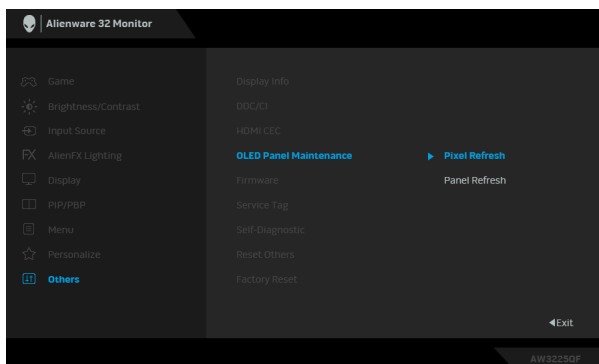 Alienware 32 Monitor
Game
Brightness/Contrast
Input Source
AlienFX Lighting
Display
PIP/PBP
Menu
Personalize
Others
Display Info
DDC/CI
HDMI CEC
OLED Panel Maintenance
Firmware
Service Tag
Self-Diagnostic
Reset Others
Factory Reset
Pixel Refresh
Panel Refresh
Exit
AW3225QF